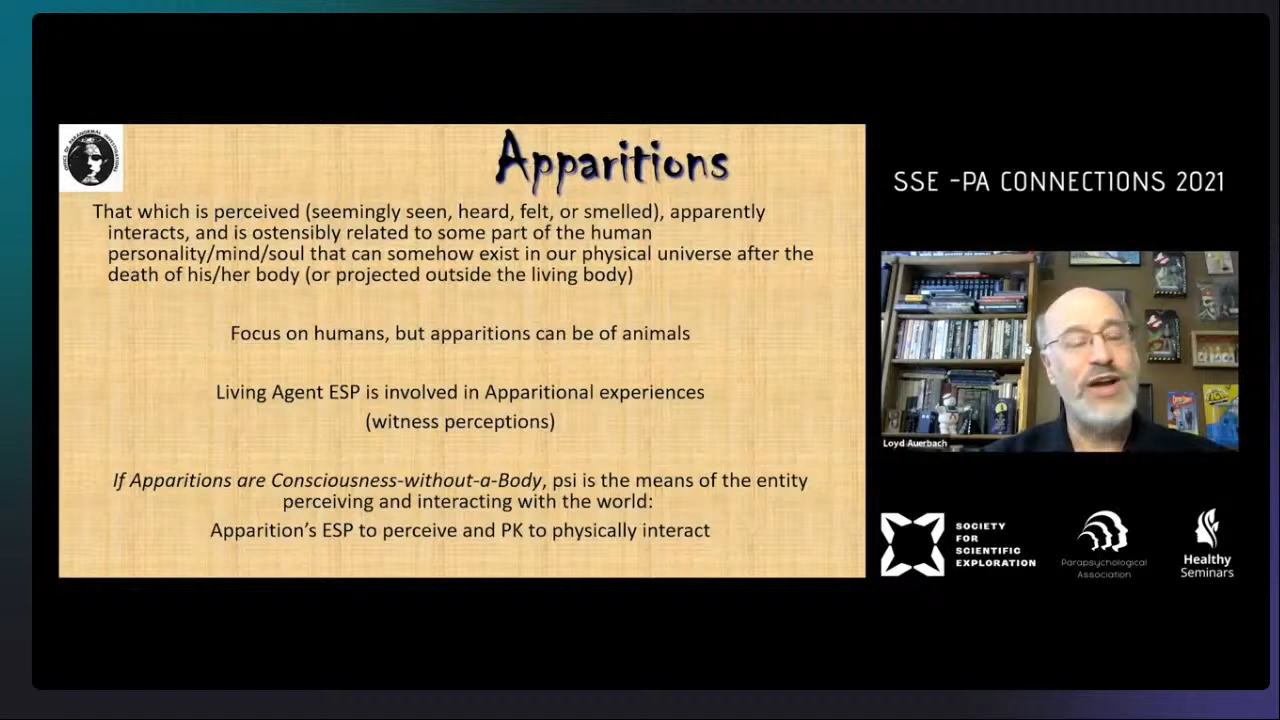 OFFICE OF PARANORMAL INVESTIGATIONS
Apparitions
That which is perceived (seemingly seen, heard, felt, or smelled), apparently
interacts, and is ostensibly related to some part of the human
personality/mind/soul that can somehow exist in our physical universe after the
death of his/her body (or projected outside the living body)
Focus on humans, but apparitions can be of animals
Living Agent ESP is involved in Apparitional experiences
(witness perceptions)
If Apparitions are Consciousness-without-a-Body, psi is the means of the entity
perceiving and interacting with the world:
Apparition’s ESP to perceive and PK to physically interact
SSE -PA CONNECTIONS 2021
Loyd Auerbach
SOCIETY
FOR
SCIENTIFIC
EXPLORATION
Parapsychological
Association
Healthy
Seminars